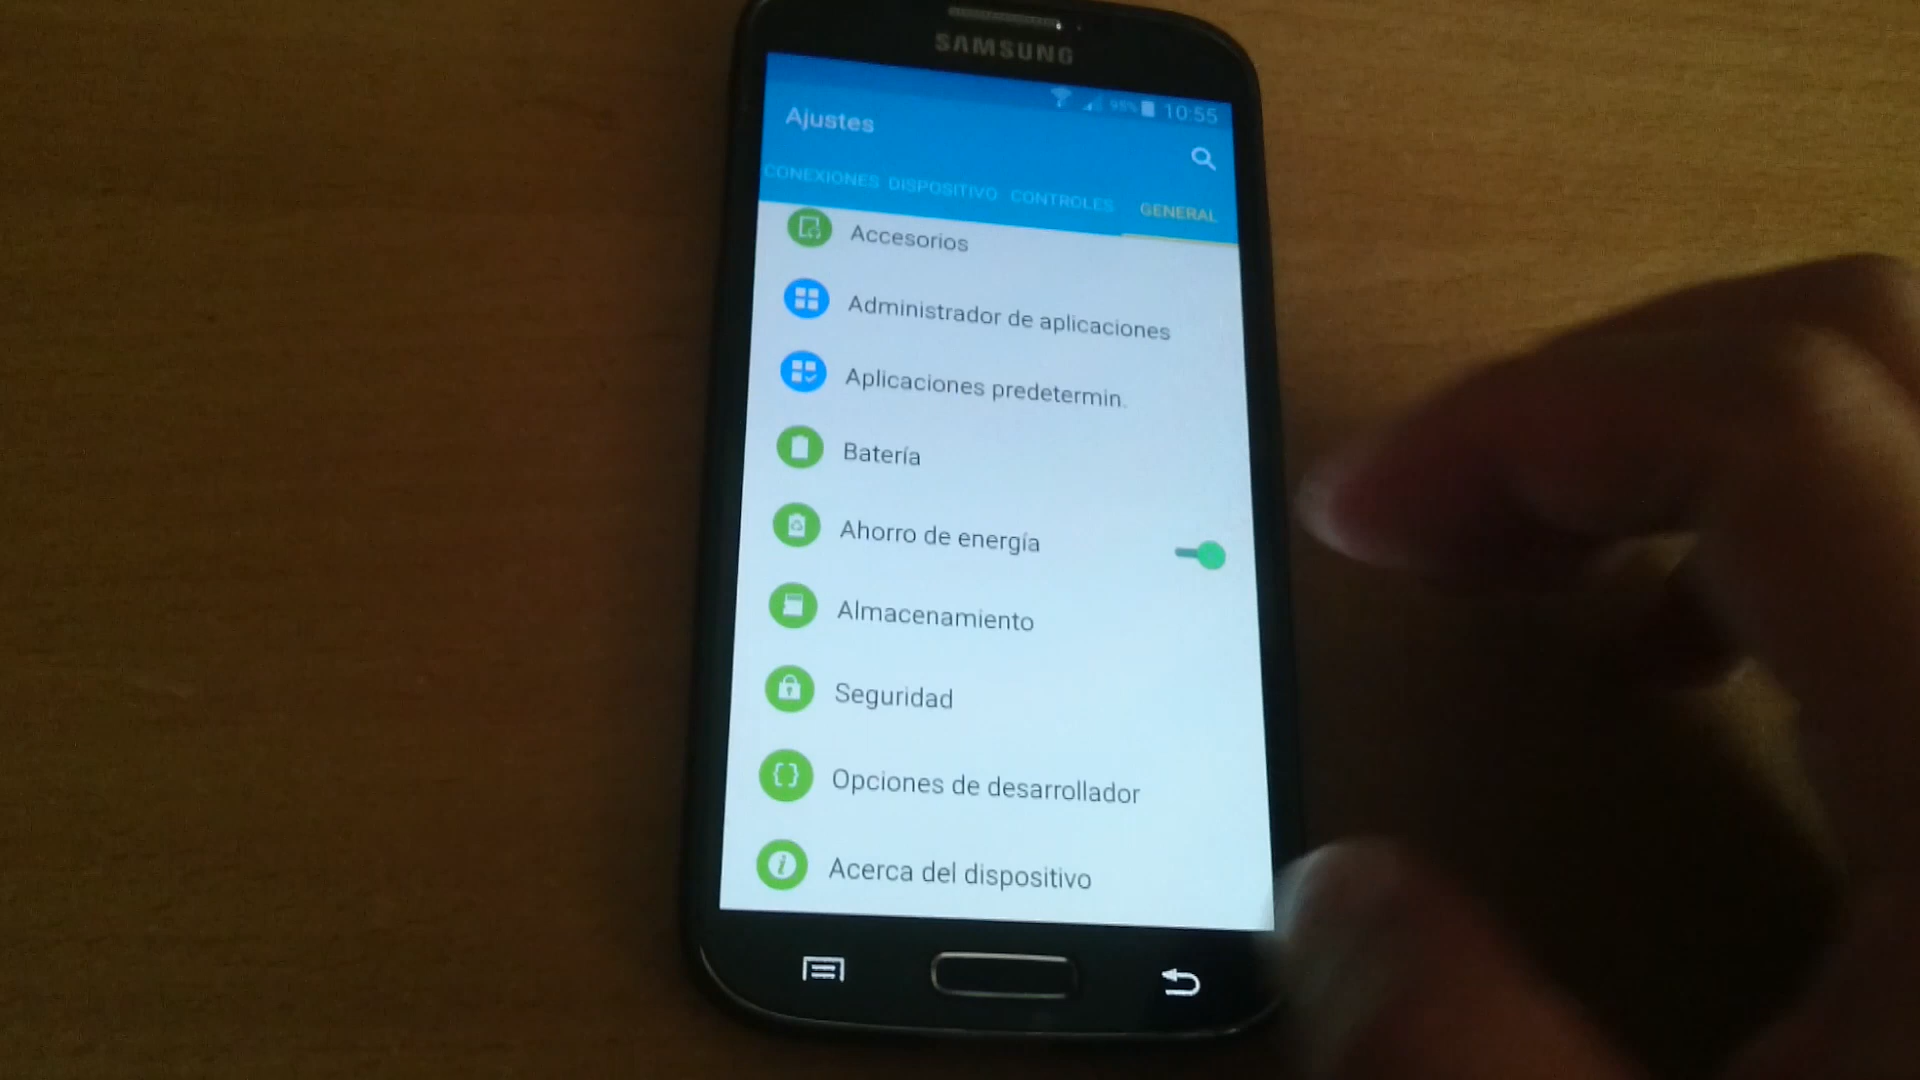 SAMSUNG
95% 10:55
Ajustes
CONEXIONES DISPOSITIVO CONTROLES GENERAL
Accesorios
Administrador de aplicaciones
Aplicaciones predetermin.
Batería
Ahorro de energía
Almacenamiento
Seguridad
Opciones de desarrollador
Acerca del dispositivo